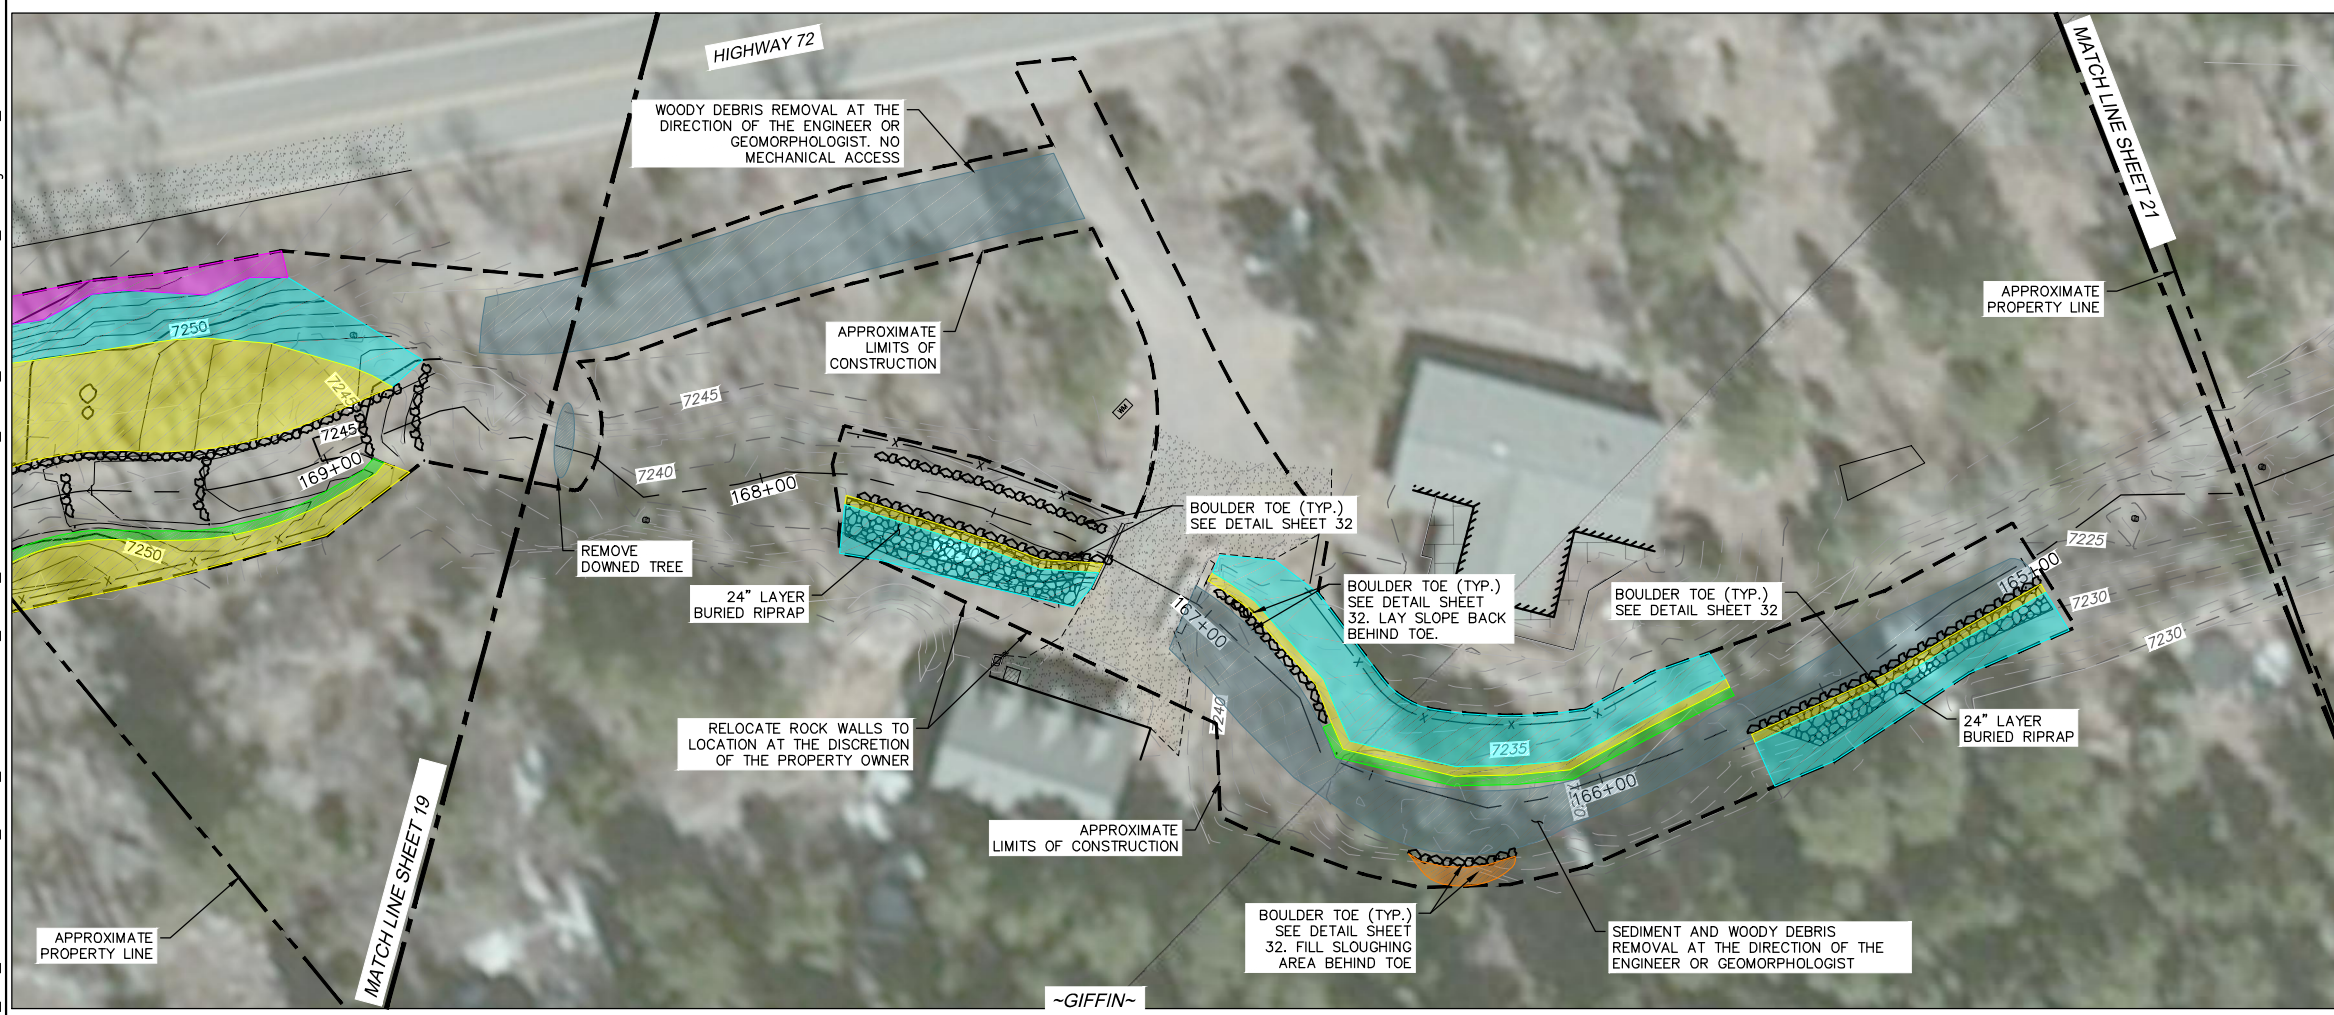 HIGHWAY 72
MATCH LINE SHEET 21
WOODY DEBRIS REMOVAL AT THE
DIRECTION OF THE ENGINEER OR
GEOMORPHOLOGIST. NO
MECHANICAL ACCESS
APPROXIMATE
PROPERTY LINE
7250
APPROXIMATE
LIMITS OF
CONSTRUCTION
7245
7245
WM
7245
169+00
7240
168+00
BOULDER TOE (TYP.)
SEE DETAIL SHEET 32
7250
REMOVE
DOWNED TREE
7225
165+00
24" LAYER
BURIED RIPRAP
167+00
BOULDER TOE (TYP.)
SEE DETAIL SHEET
32. LAY SLOPE BACK
BEHIND TOE.
BOULDER TOE (TYP.)
SEE DETAIL SHEET 32
7230
7230
RELOCATE ROCK WALLS TO
LOCATION AT THE DISCRETION
OF THE PROPERTY OWNER
7240
7235
24" LAYER
BURIED RIPRAP
166+00
MATCH LINE SHEET 19
APPROXIMATE
LIMITS OF CONSTRUCTION
APPROXIMATE
PROPERTY LINE
BOULDER TOE (TYP.)
SEE DETAIL SHEET
32. FILL SLOUGHING
AREA BEHIND TOE
SEDIMENT AND WOODY DEBRIS
REMOVAL AT THE DIRECTION OF THE
ENGINEER OR GEOMORPHOLOGIST
~GIFFIN~